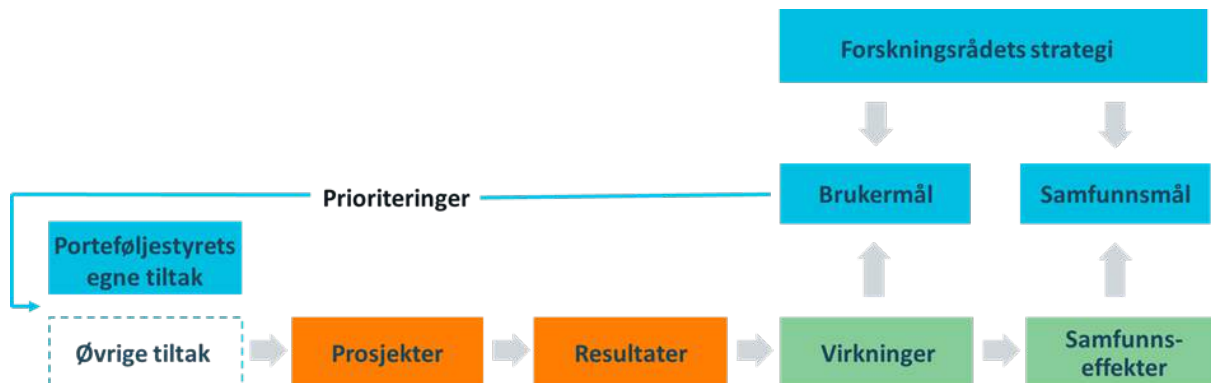 Forskningsrådets strategi
Prioriteringer
Brukermål
Samfunnsmål
Porteføljestyrets
egne tiltak
Øvrige tiltak
Prosjekter
Resultater
Virkninger
Samfunns-
effekter